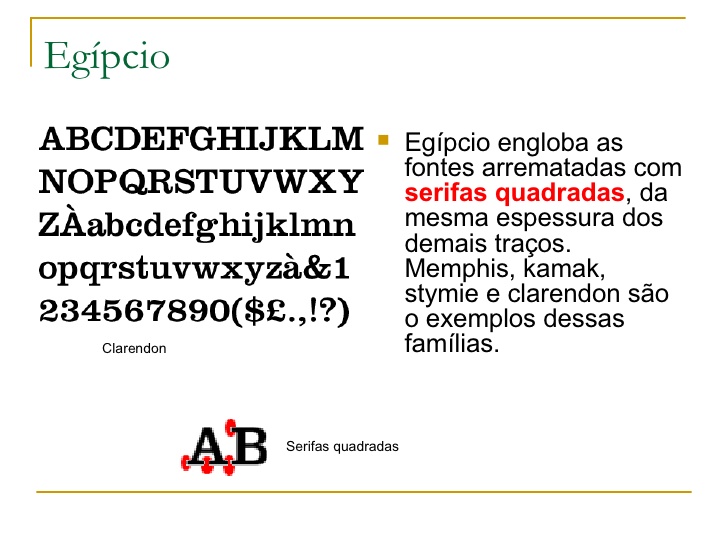 Egípcio
ABCDEFGHIJKLM
NOPQRSTUVWXY
ZÀabcdefghijklmn
opqrstuvwxyzà&1
234567890($£.,!?)
Clarendon
Egípcio engloba as
fontes arrematadas com
serifas quadradas, da
mesma espessura dos
demais traços.
Memphis, kamak,
stymie e clarendon são
o exemplos dessas
famílias.
AB
Serifas quadradas